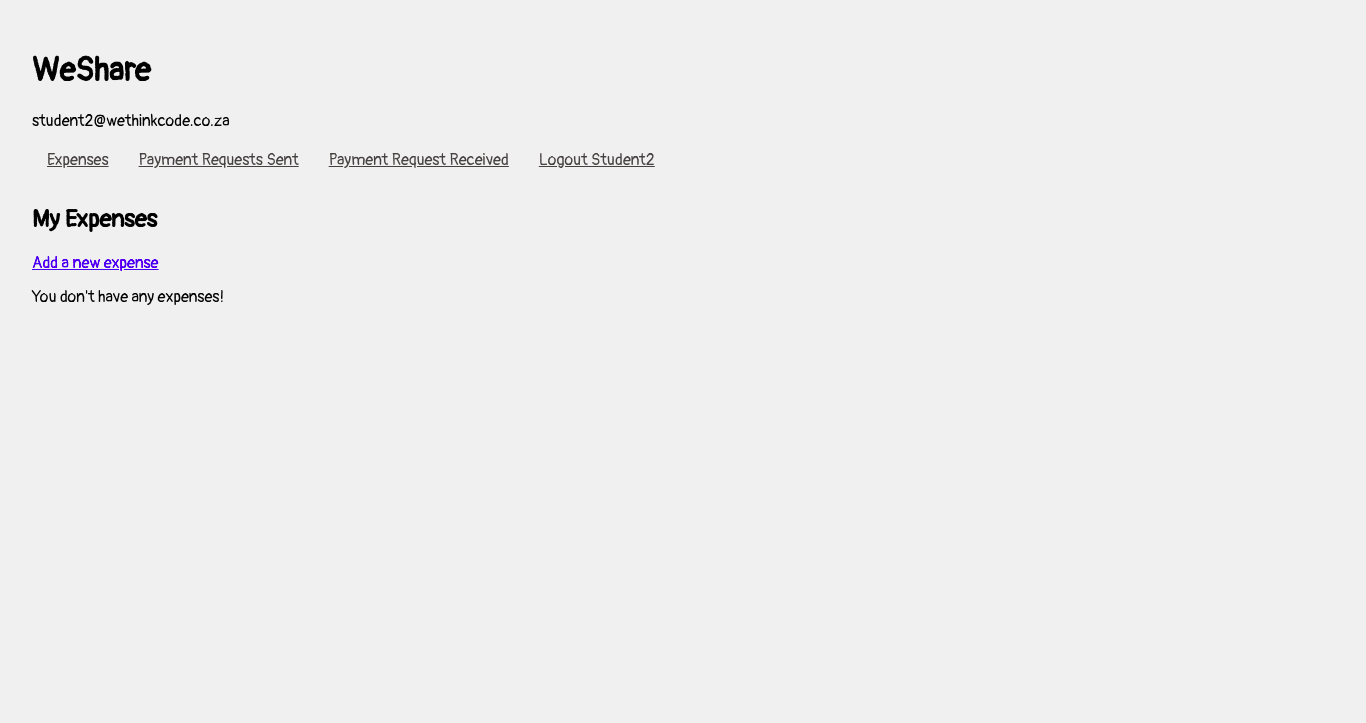 WeShare
student2@wethinkcode.co.za
Expenses Payment Requests Sent Payment Request Received Logout Student2
My Expenses
Add a new expense
You don't have any expenses!